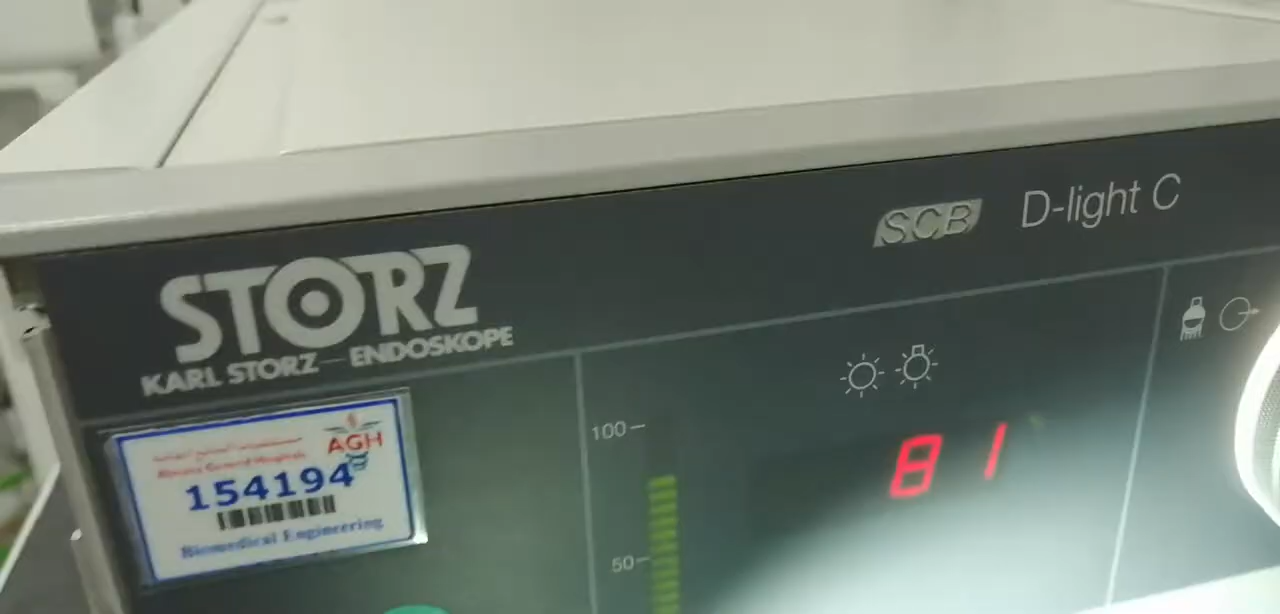 SCB D-light C
STORZ
KARL STORZ — ENDOSKOPE
AGH
154194
Biomedical Engineering
100
81
50